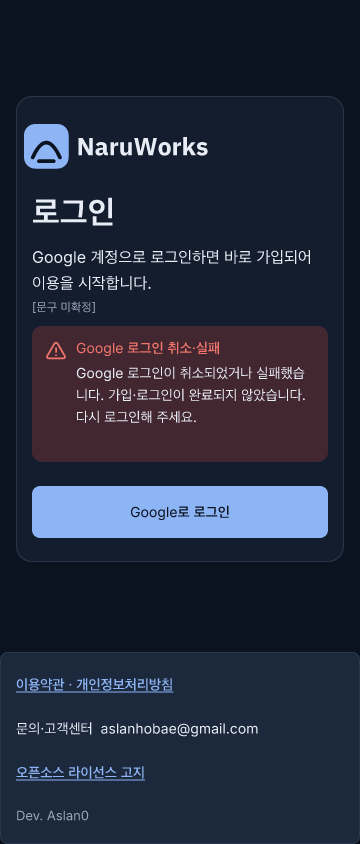 NaruWorks
로그인
Google 계정으로 로그인하면 바로 가입되어
이용을 시작합니다.
[문구 미확정]
Google 로그인 취소·실패
Google 로그인이 취소되었거나 실패했습
니다. 가입·로그인이 완료되지 않았습니다.
다시 로그인해 주세요.
Google로 로그인
이용약관 · 개인정보처리방침
문의·고객센터 aslanhobae@gmail.com
오픈소스 라이선스 고지
Dev. Aslan0